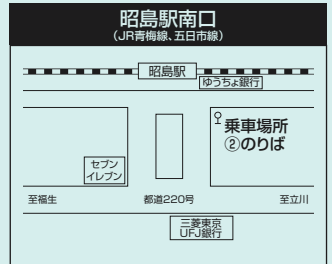 昭島駅南口
(JR青梅線、五日市線)
昭島駅
ゆうちょ銀行
乗車場所
②のりば
セブン
イレブン
至福生
都道220号
至立川
三菱東京
UFJ銀行